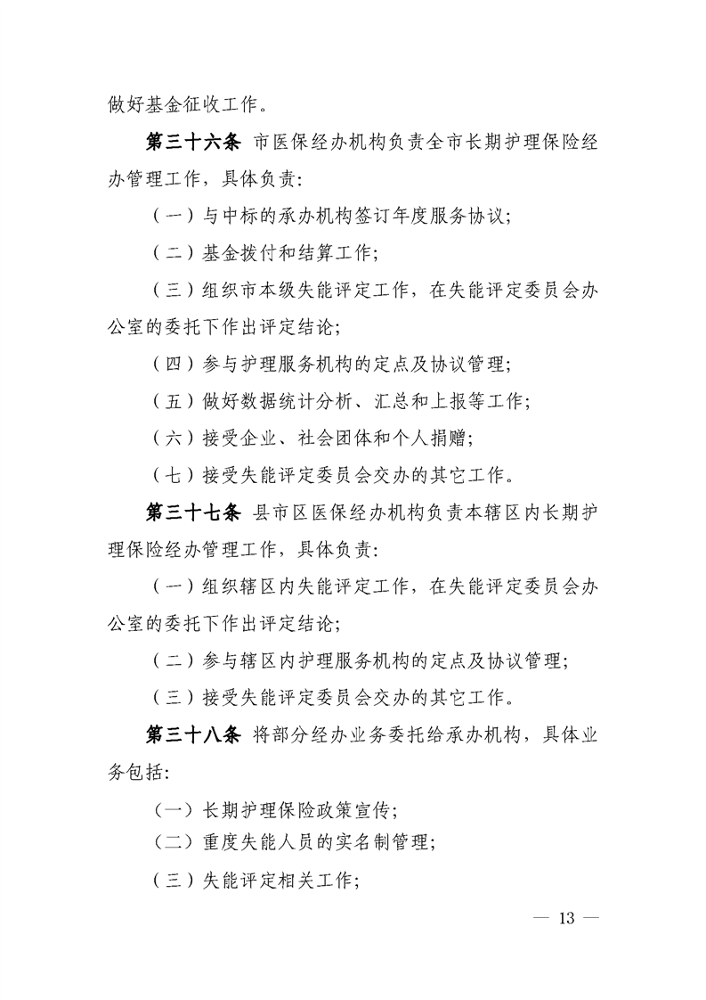 做好基金征收工作。
第三十六条 市医保经办机构负责全市长期护理保险经
办管理工作，具体负责：
（一）与中标的承办机构签订年度服务协议；
（二）基金拨付和结算工作；
（三）组织市本级失能评定工作，在失能评定委员会办
公室的委托下作出评定结论；
（四）参与护理服务机构的定点及协议管理；
（五）做好数据统计分析、汇总和上报等工作；
（六）接受企业、社会团体和个人捐赠；
（七）接受失能评定委员会交办的其它工作。
第三十七条 县市区医保经办机构负责本辖区内长期护
理保险经办管理工作，具体负责：
（一）组织辖区内失能评定工作，在失能评定委员会办
公室的委托下作出评定结论；
（二）参与辖区内护理服务机构的定点及协议管理；
（三）接受失能评定委员会交办的其它工作。
第三十八条 将部分经办业务委托给承办机构，具体业
务包括：
（一）长期护理保险政策宣传；
（二）重度失能人员的实名制管理；
（三）失能评定相关工作；
— 13 —